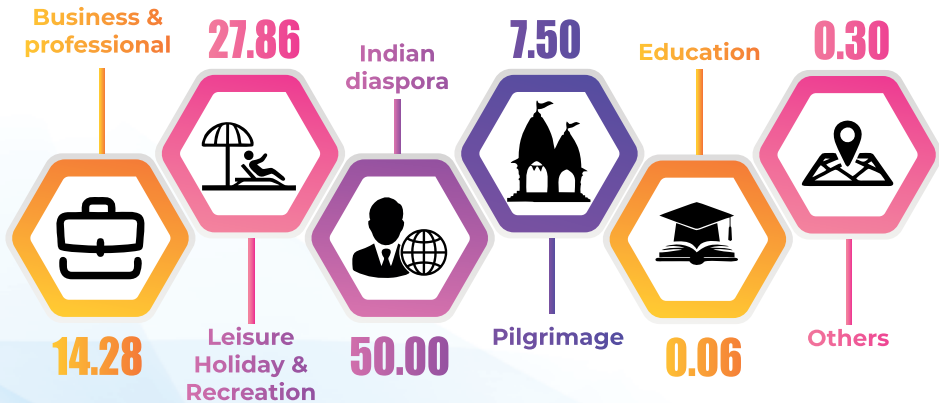 Business &
professional
14.28
27.86
Leisure
Holiday &
Recreation
Indian
diaspora
50.00
7.50
Pilgrimage
Education
0.06
0.30
Others